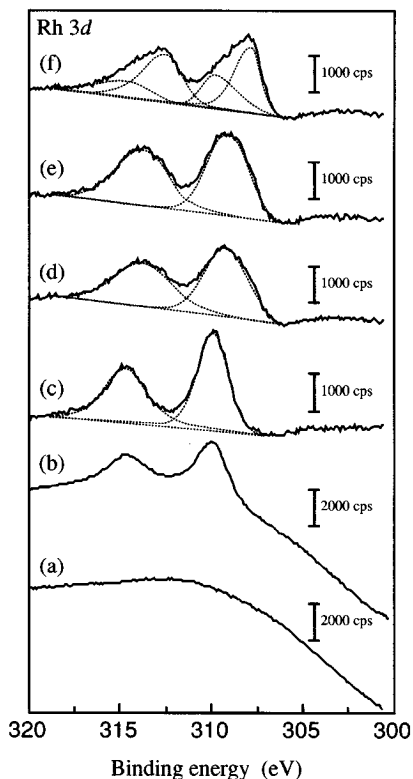 Rh 3d
(f)
1000 cps
(e)
1000 cps
(d)
1000 cps
(c)
1000 cps
(b)
2000 cps
(a)
2000 cps
320 315 310 305 300
Binding energy (eV)